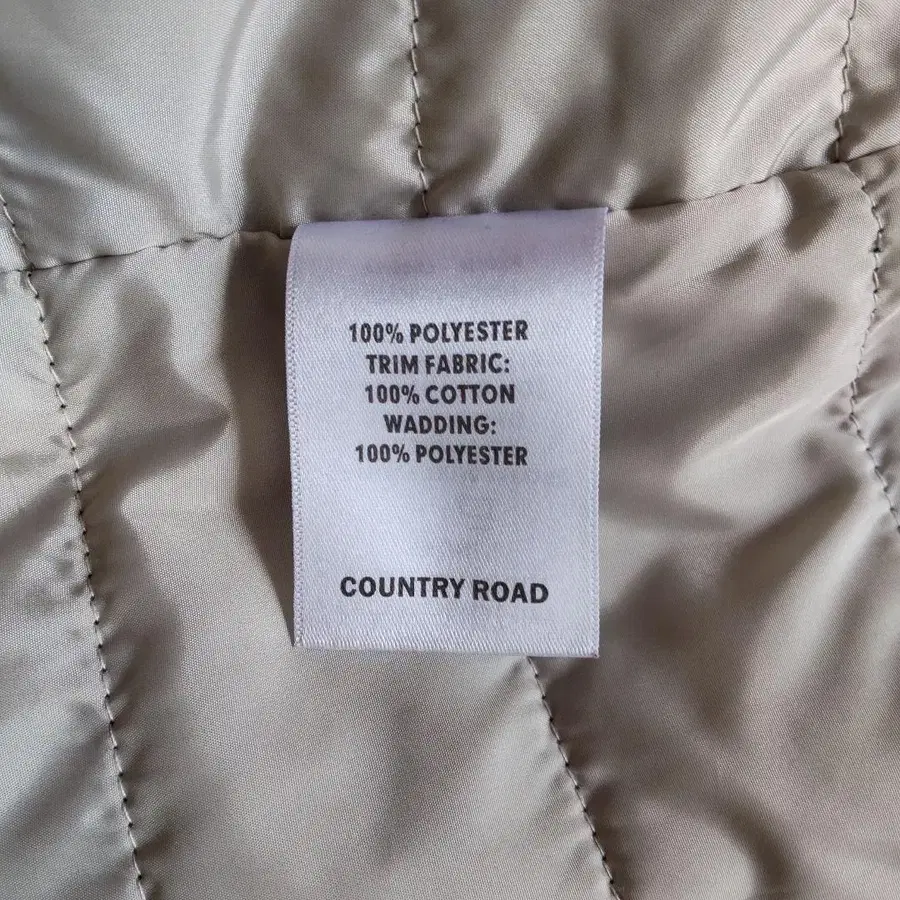 100% POLYESTER
TRIM FABRIC:
100% COTTON
WADDING:
100% POLYESTER
COUNTRY ROAD